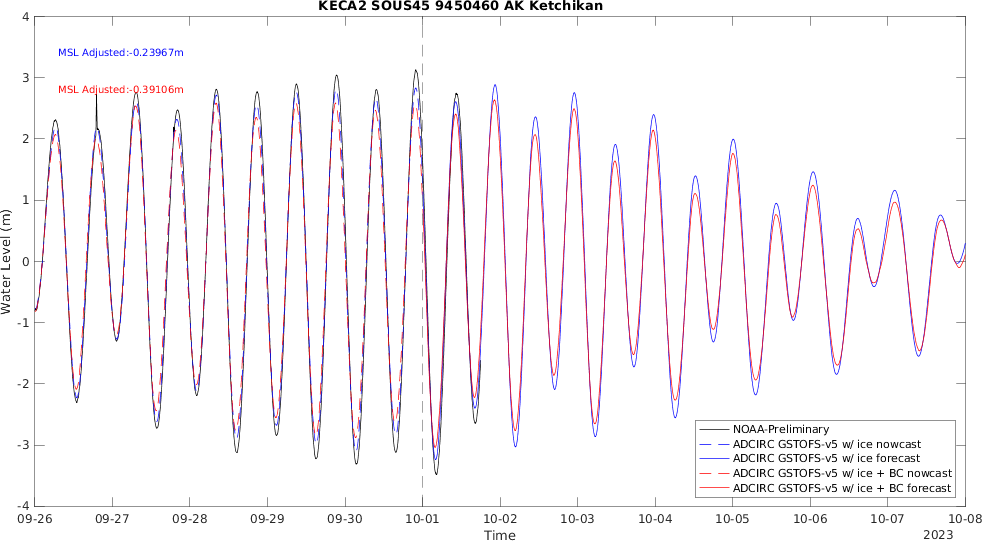 KECA2 SOUS45 9450460 AK Ketchikan
MSL Adjusted:-0.23967m
MSL Adjusted:-0.39106m
Water Level (m)
4
3
2
1
0
-1
-2
-3
-4
NOAA-Preliminary
ADCIRC GSTOFS-v5 w/ ice nowcast
ADCIRC GSTOFS-v5 w/ ice forecast
ADCIRC GSTOFS-v5 w/ ice + BC nowcast
ADCIRC GSTOFS-v5 w/ ice + BC forecast
09-26 09-27 09-28 09-29 09-30 10-01 10-02 10-03 10-04 10-05 10-06 10-07 10-08
Time
2023